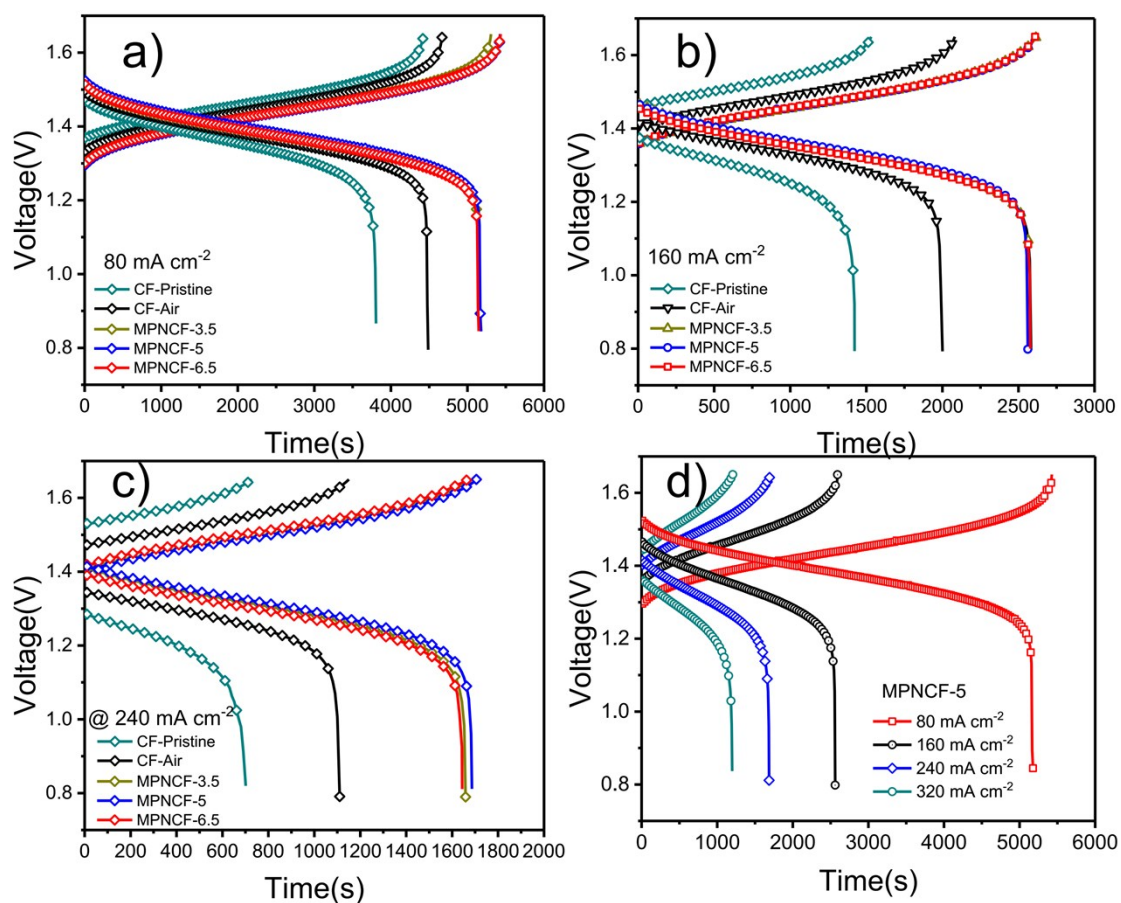 a)
Voltage(V)
1.6
1.4
1.2
1.0
0.8
80 mA cm⁻²
CF-Pristine
CF-Air
MPNCF-3.5
MPNCF-5
MPNCF-6.5
0 1000 2000 3000 4000 5000 6000
Time(s)
b)
Voltage(V)
1.6
1.4
1.2
1.0
0.8
160 mA cm⁻²
CF-Pristine
CF-Air
MPNCF-3.5
MPNCF-5
MPNCF-6.5
0 500 1000 1500 2000 2500 3000
Time(s)
c)
Voltage(V)
1.6
1.4
1.2
1.0
0.8
@ 240 mA cm⁻²
CF-Pristine
CF-Air
MPNCF-3.5
MPNCF-5
MPNCF-6.5
0 200 400 600 800 1000 1200 1400 1600 1800 2000
Time(s)
d)
Voltage(V)
1.6
1.4
1.2
1.0
0.8
MPNCF-5
80 mA cm⁻²
160 mA cm⁻²
240 mA cm⁻²
320 mA cm⁻²
0 1000 2000 3000 4000 5000 6000
Time(s)